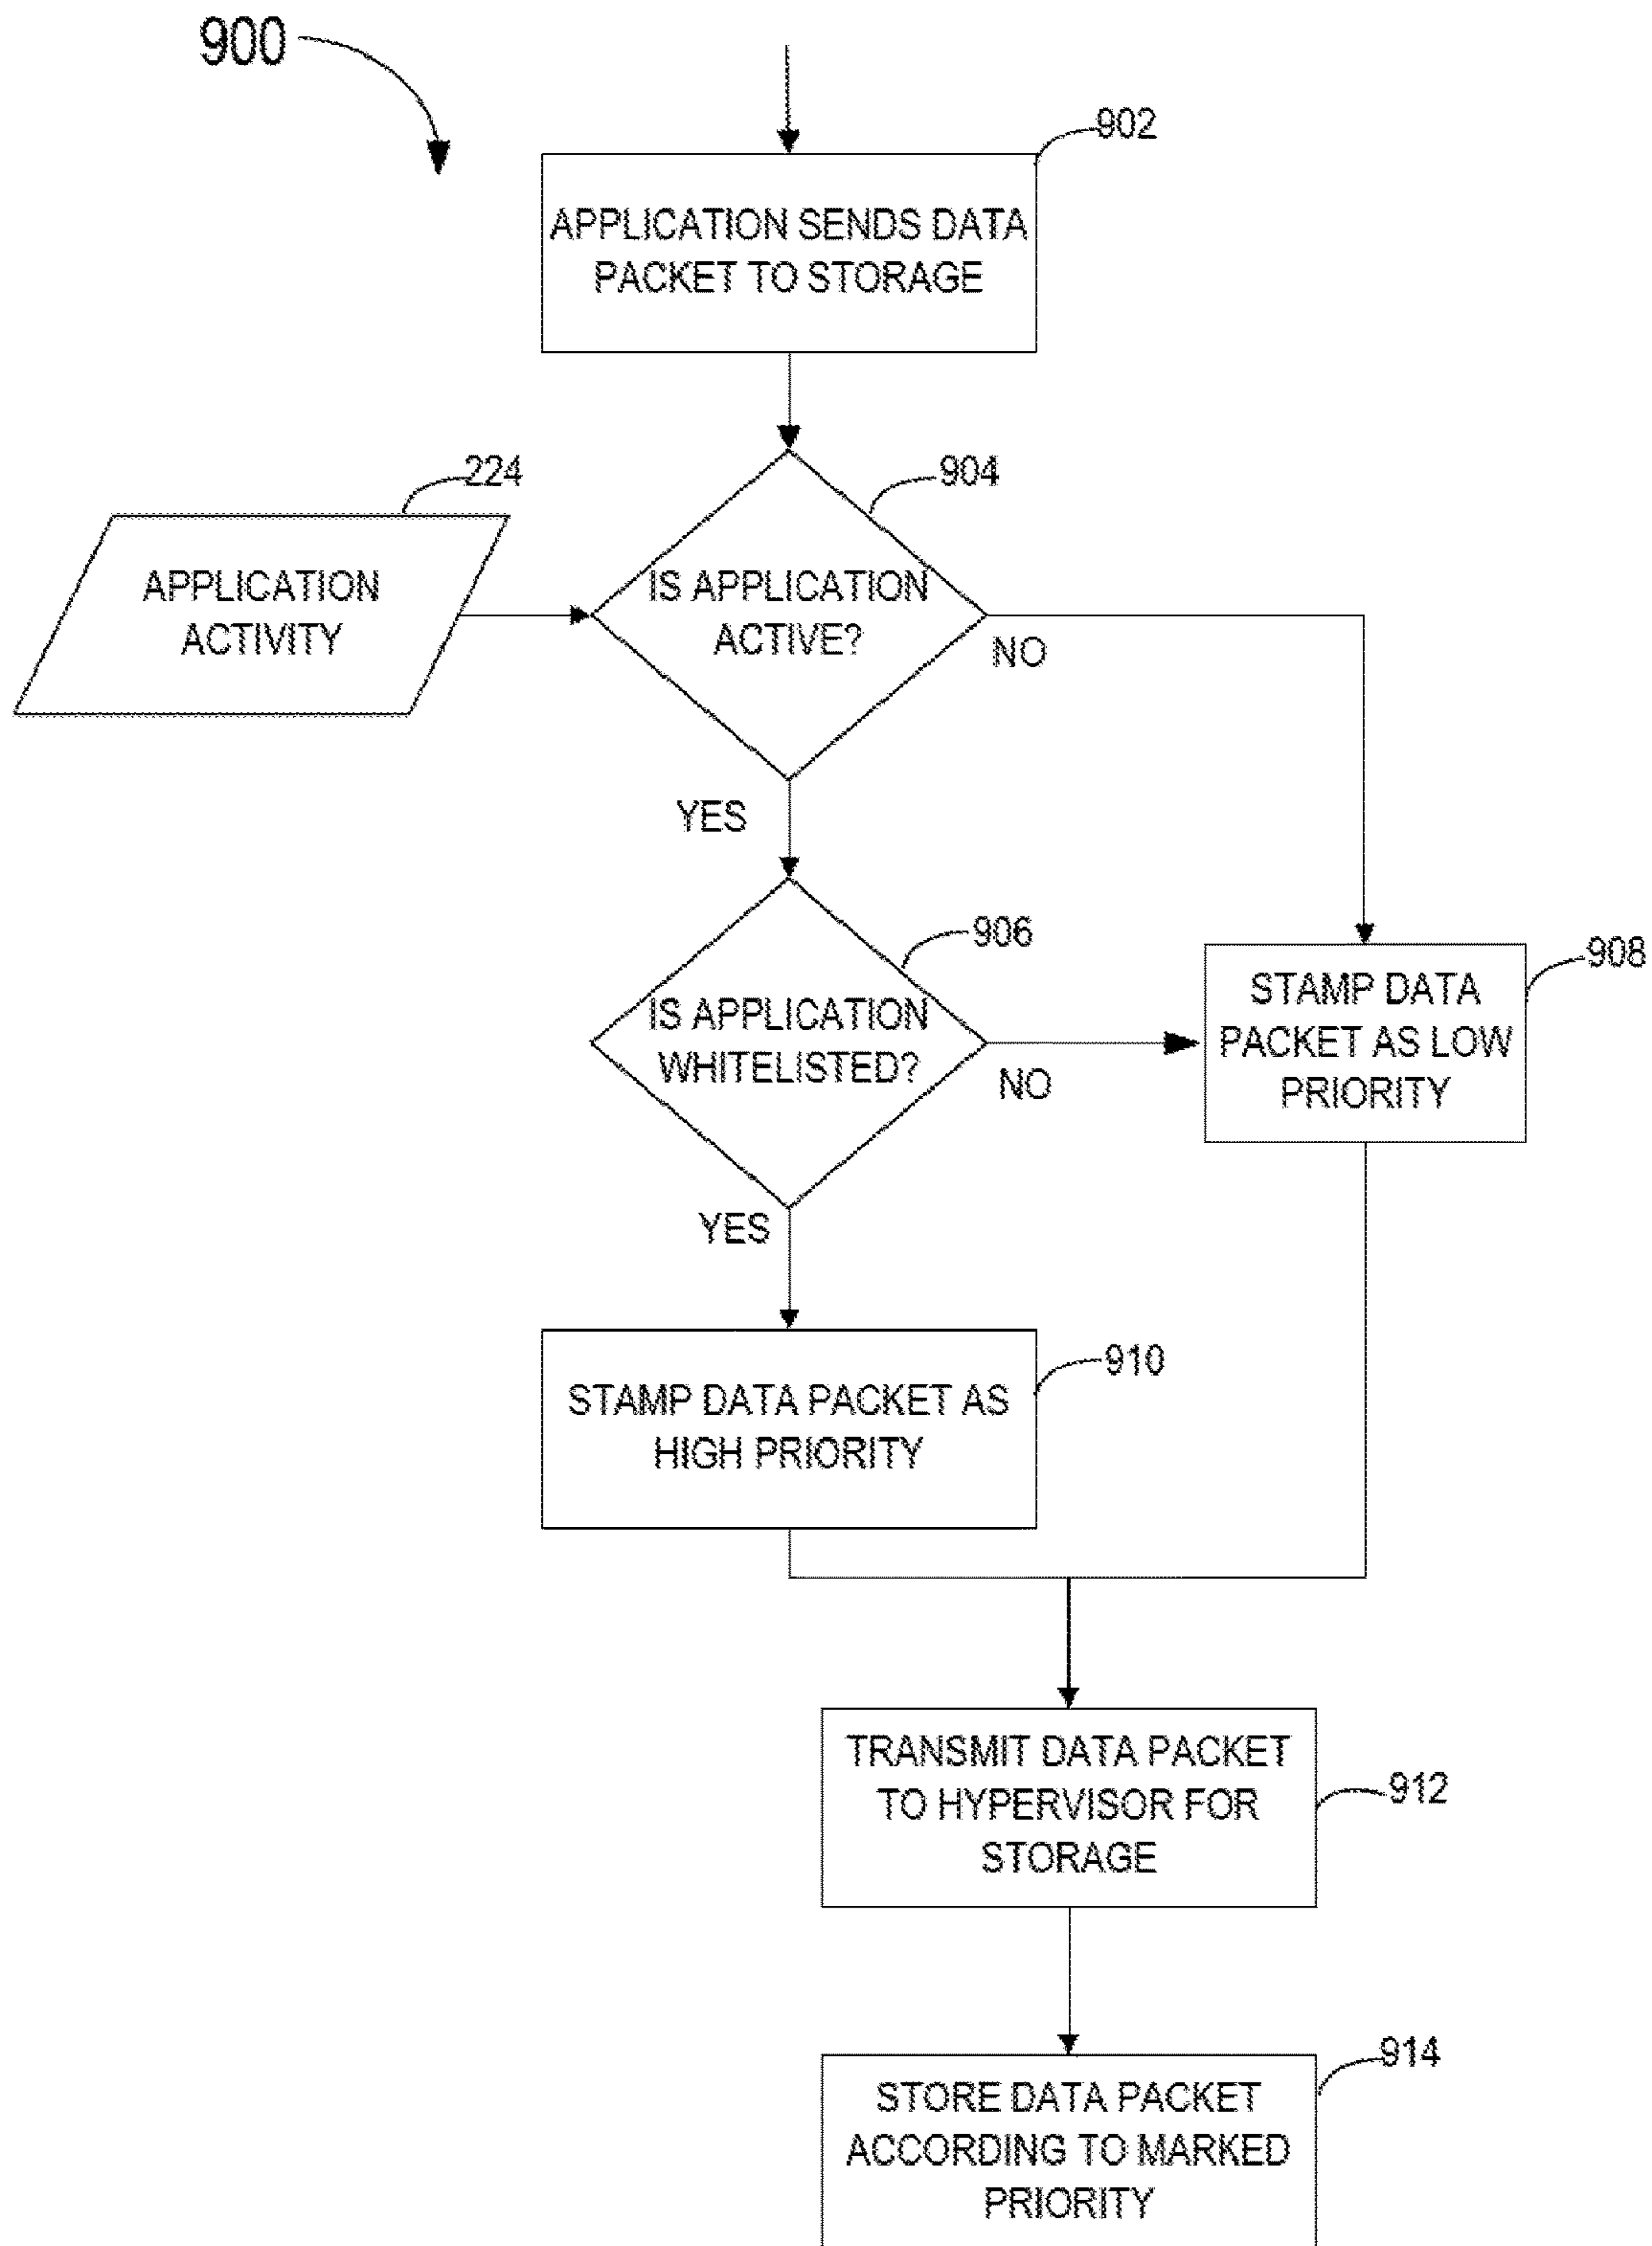 900
902
APPLICATION SENDS DATA
PACKET TO STORAGE
224
904
APPLICATION
ACTIVITY
IS APPLICATION
ACTIVE?
NO
YES
906
908
IS APPLICATION
WHITELISTED?
NO
STAMP DATA
PACKET AS LOW
PRIORITY
YES
910
STAMP DATA PACKET AS
HIGH PRIORITY
TRANSMIT DATA PACKET
TO HYPERVISOR FOR
STORAGE
912
914
STORE DATA PACKET
ACCORDING TO MARKED
PRIORITY